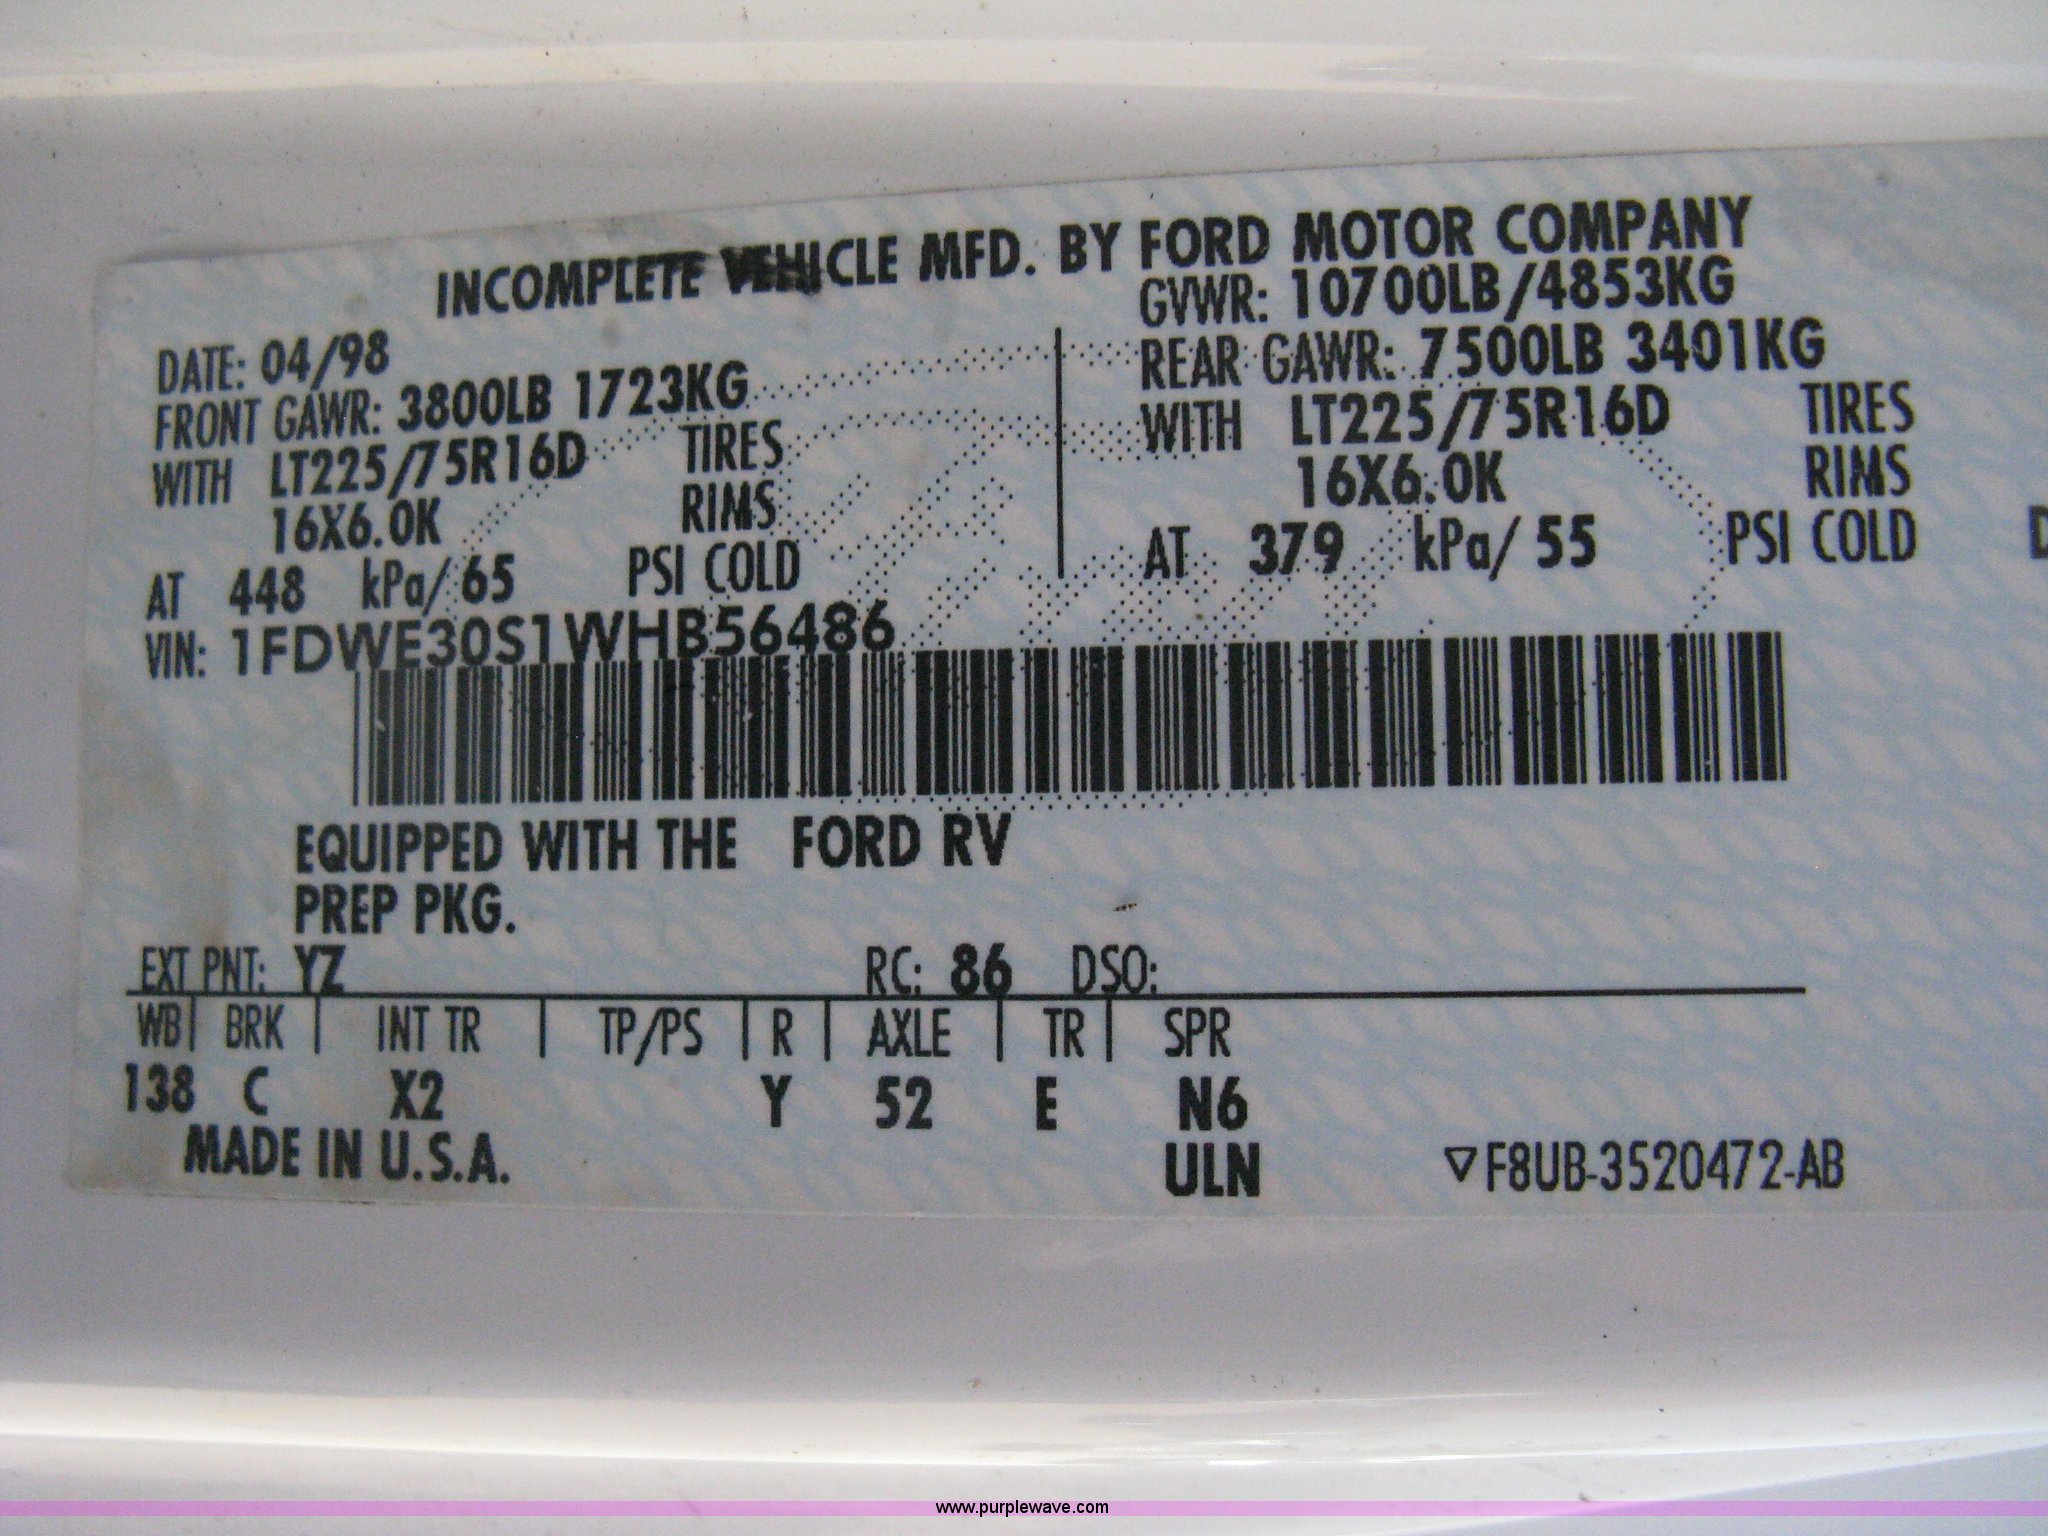 INCOMPLETE VEHICLE MFD. BY FORD MOTOR COMPANY
GVWR: 10700LB/4853KG
DATE: 04/98
FRONT GAWR: 3800LB 1723KG
WITH LT225/75R16D TIRES
16X6.0K RIMS
AT 448 kPa/ 65 PSI COLD
REAR GAWR: 7500LB 3401KG
WITH LT225/75R16D TIRES
16X6.0K RIMS
AT 379 kPa/ 55 PSI COLD
VIN: 1FDWE30S1WHB56486
EQUIPPED WITH THE FORD RV
PREP PKG.
EXT PNT: YZ RC: 86 DSO:
WB | BRK | INT TR | TP/PS | R | AXLE | TR | SPR
138 C X2 Y 52 E N6
MADE IN U.S.A. ULN ▽F8UB-3520472-AB
www.purplewave.com